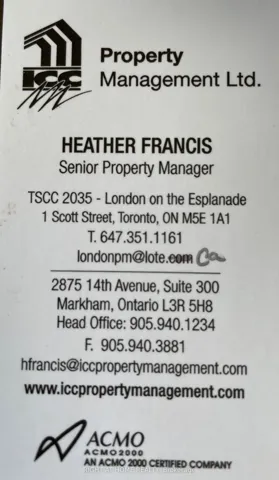 ICC
Property
Management Ltd.
HEATHER FRANCIS
Senior Property Manager
TSCC 2035 - London on the Esplanade
1 Scott Street, Toronto, ON M5E 1A1
T. 647.351.1161
londonpm@lote.com Ca
2875 14th Avenue, Suite 300
Markham, Ontario L3R 5H8
Head Office: 905.940.1234
F. 905.940.3881
hfrancis@iccpropertymanagement.com
www.iccpropertymanagement.com
ACMO
ACMO2000
AN ACMO 2000 CERTIFIED COMPANY